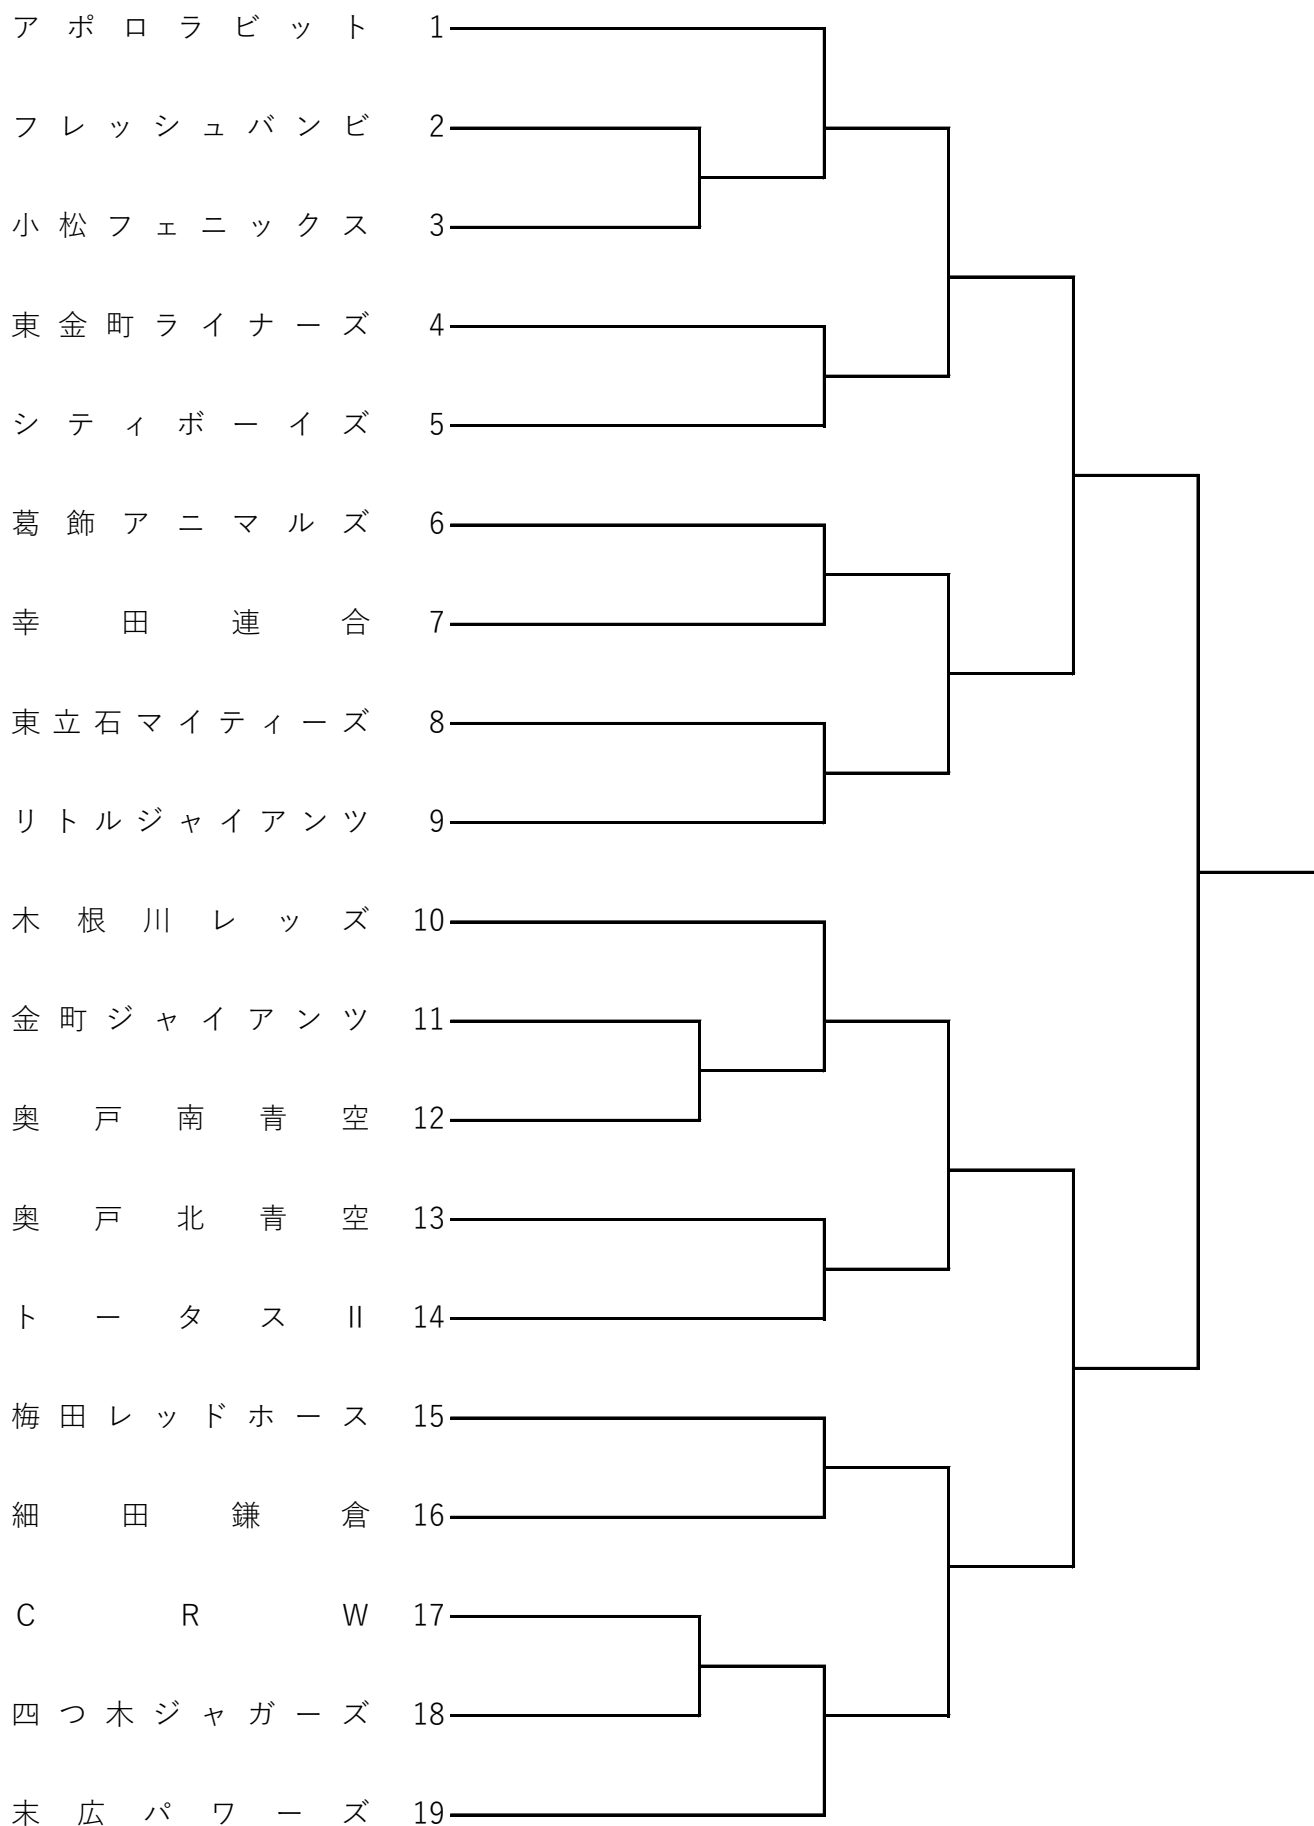 アポロラビット 1
フレッシュバンビ 2
小松フェニックス 3
東金町ライナーズ 4
シティボーイズ 5
葛飾アニマルズ 6
幸田連合 7
東立石マイティーズ 8
リトルジャイアンツ 9
木根川レッズ 10
金町ジャイアンツ 11
奥戸南青空 12
奥戸北青空 13
トータスⅡ 14
梅田レッドホース 15
細田鎌倉 16
CRW 17
四つ木ジャガーズ 18
末広パワーズ 19